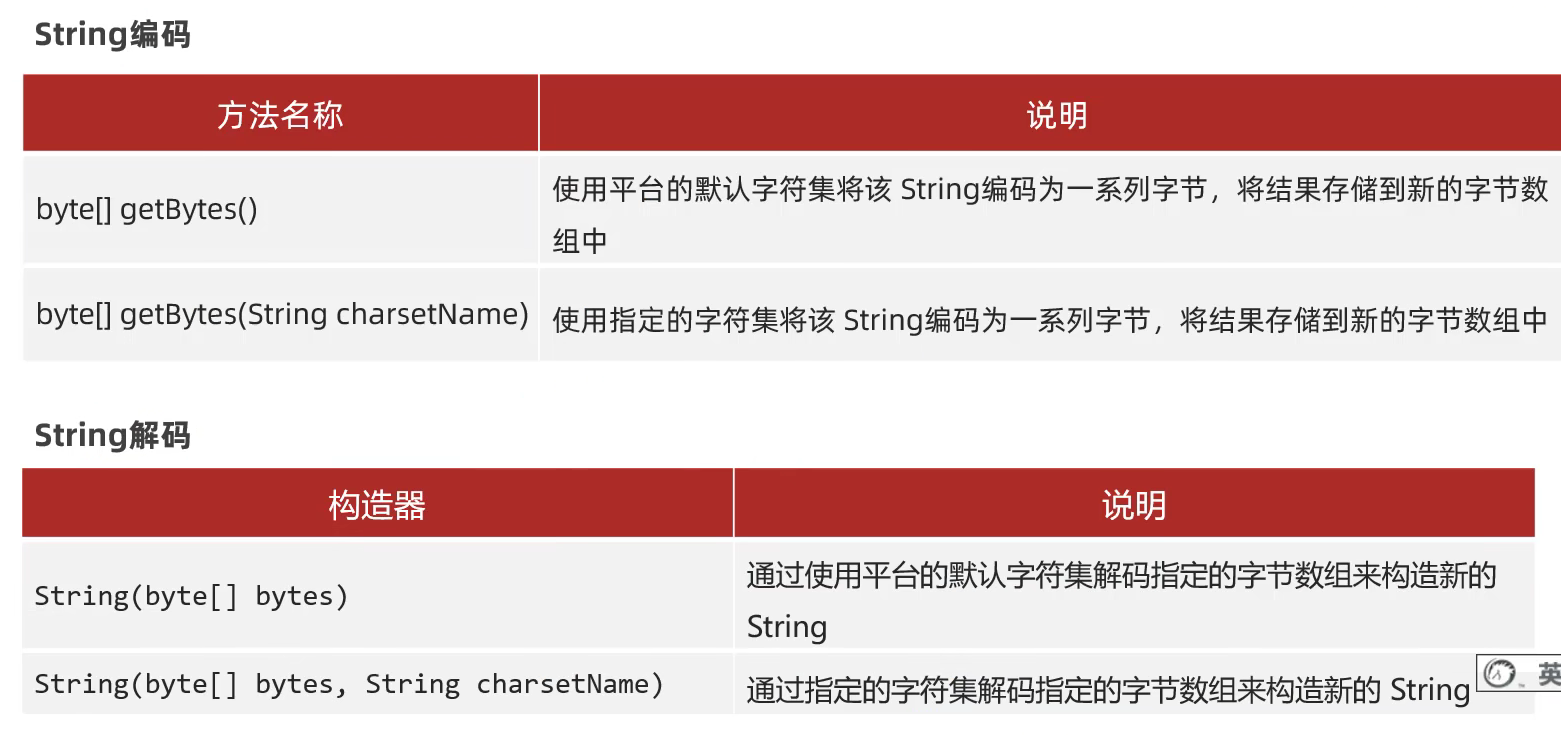 String编码
方法名称
说明
byte[] getBytes()
使用平台的默认字符集将该 String编码为一系列字节，将结果存储到新的字节数
组中
byte[] getBytes(String charsetName)
使用指定的字符集将该 String编码为一系列字节，将结果存储到新的字节数组中
String解码
构造器
说明
String(byte[] bytes)
通过使用平台的默认字符集解码指定的字节数组来构造新的
String
String(byte[] bytes, String charsetName)
通过指定的字符集解码指定的字节数组来构造新的 String
英